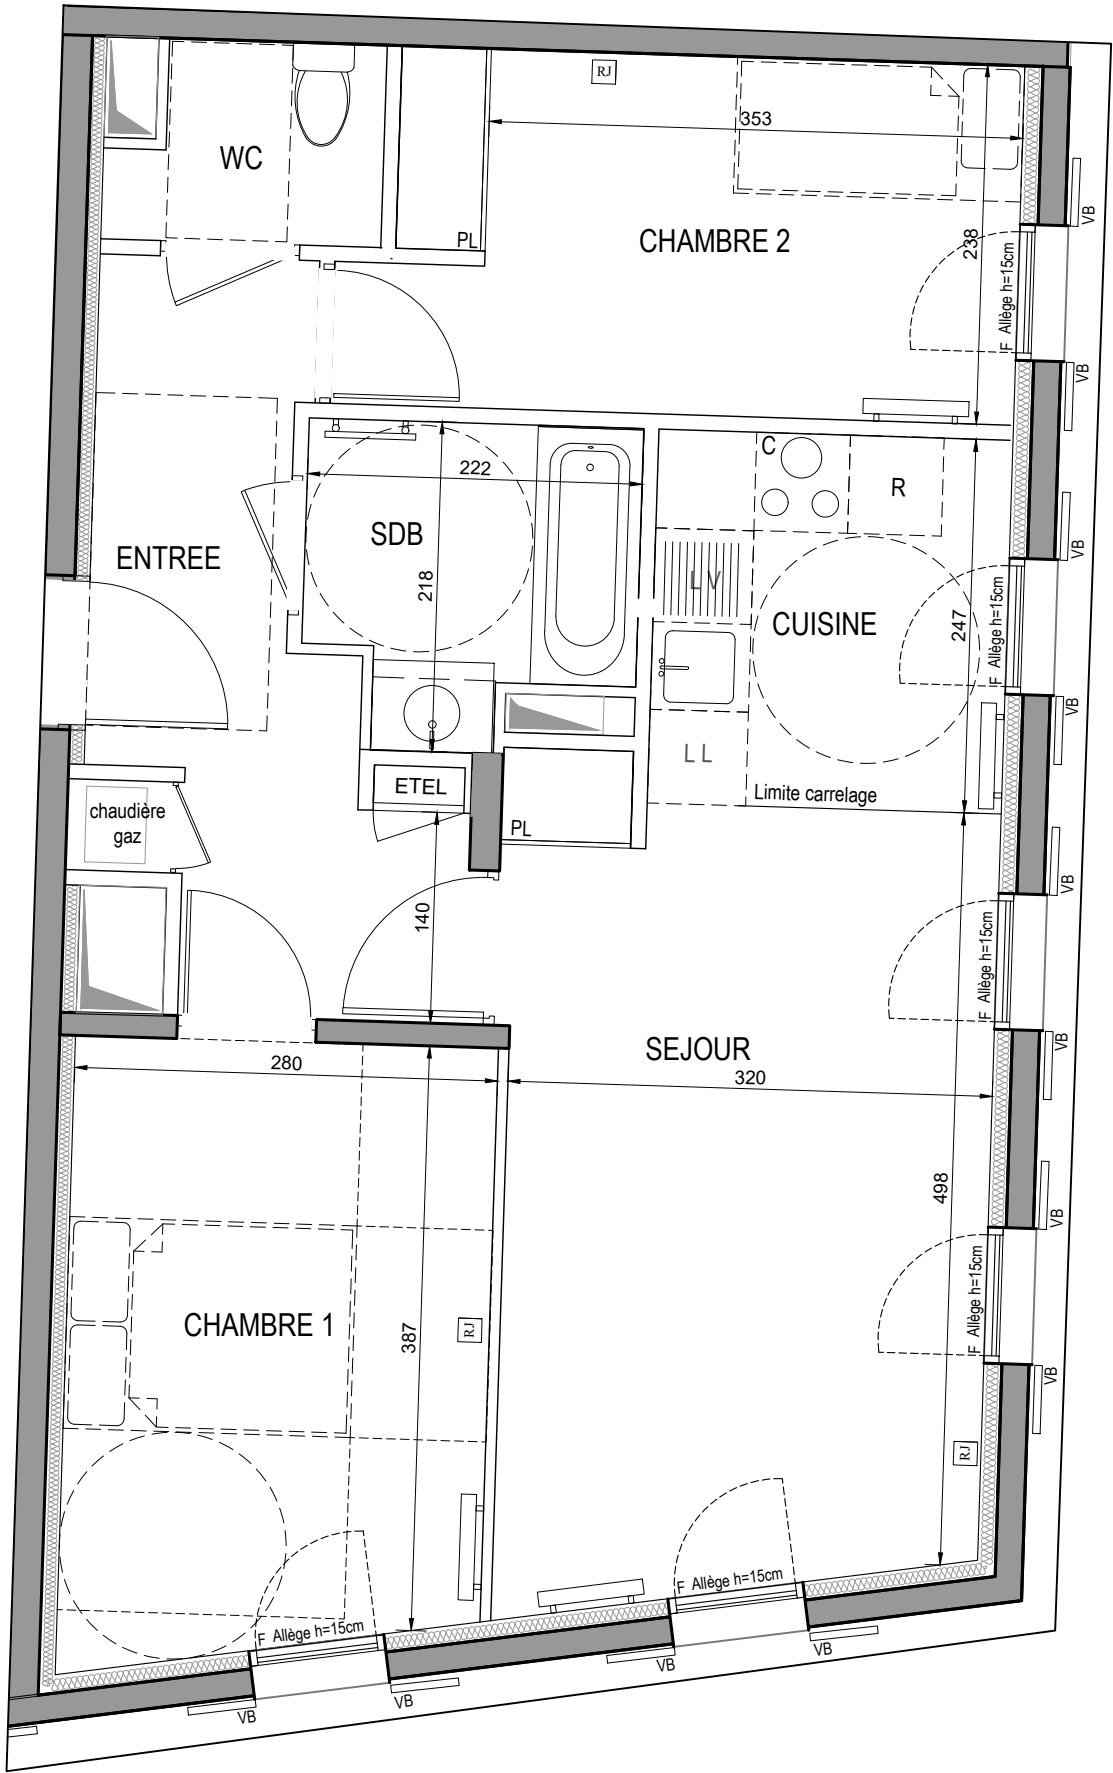 RJ
353
WC
VB
PL
CHAMBRE 2
238
F Allège h=15cm
VB
C
222
R
VB
SDB
ENTREE
L V
218
CUISINE
247
F Allège h=15cm
VB
L L
ETEL
Limite carrelage
chaudière
gaz
PL
VB
140
F Allège h=15cm
SEJOUR
VB
280
320
498
VB
F Allège h=15cm
CHAMBRE 1
RJ
387
VB
RJ
F Allège h=15cm
F Allège h=15cm
VB
VB
VB
VB